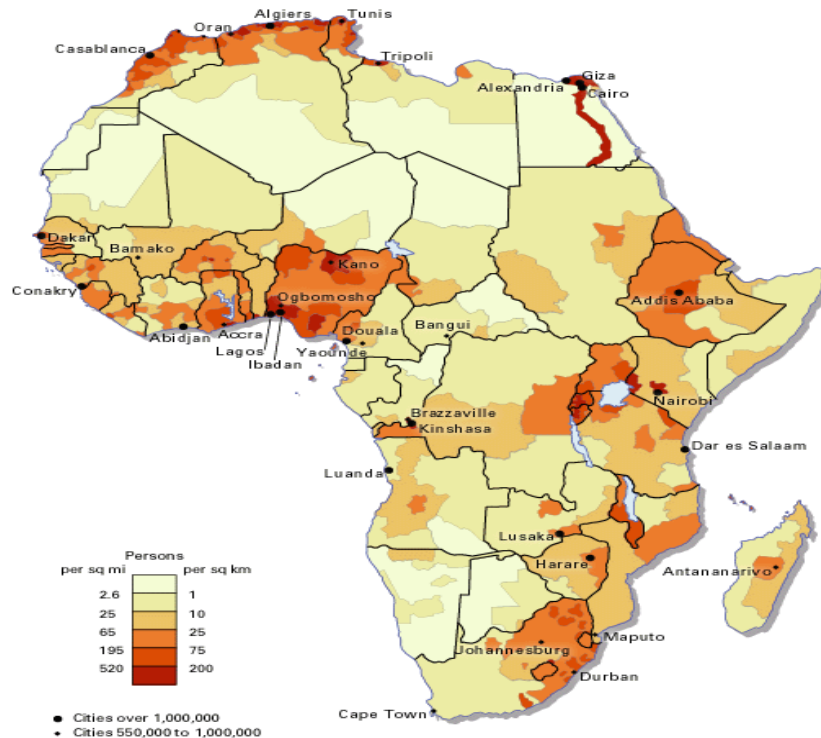 Algiers
Tunis
Oran
Casablanca
Tripoli
Giza
Alexandria
Cairo
Dakar
Bamako
Kano
Conakry
Ogbomosho
Addis Ababa
Abidjan
Accra
Douala
Bangui
Lagos
Yaounde
Ibadan
Nairobi
Brazzaville
Kinshasa
Dar es Salaam
Luanda
Lusaka
Harare
Antananarivo
Maputo
Johannesburg
Durban
Cape Town
Persons
per sq mi per sq km
2.6 1
25 10
65 25
195 75
520 200
Cities over 1,000,000
Cities 550,000 to 1,000,000